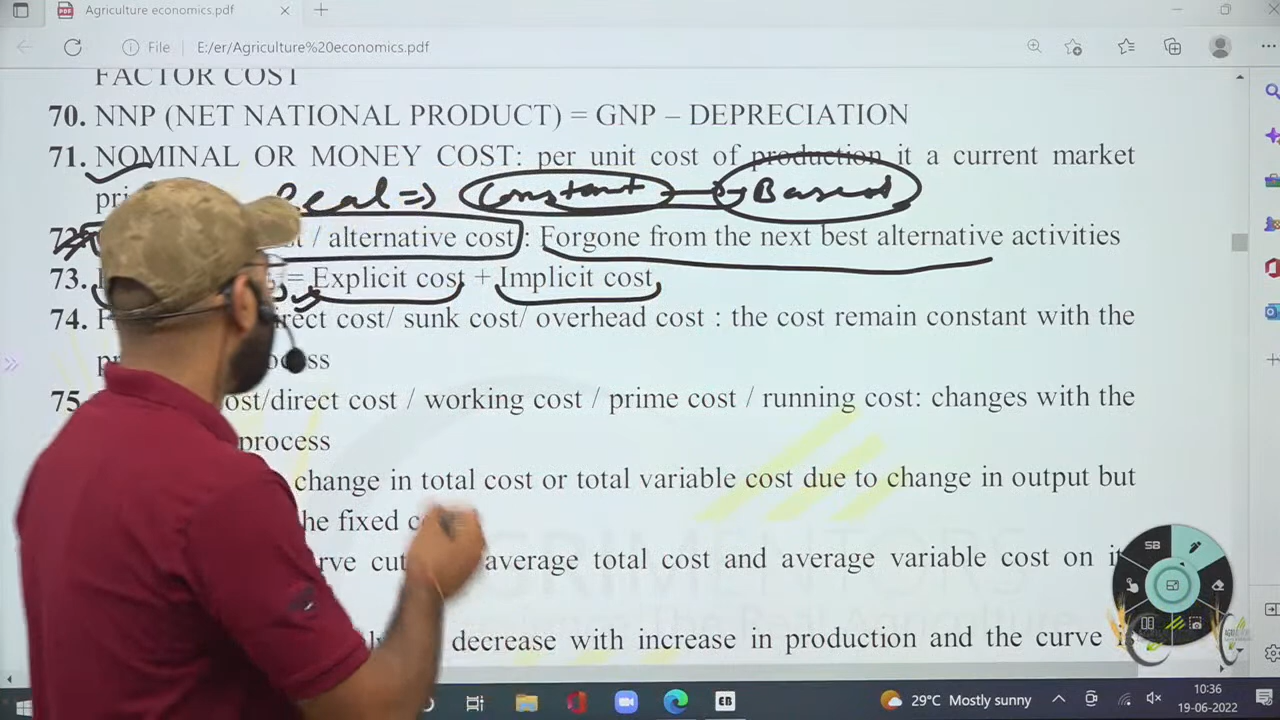 Agriculture economics.pdf
File E:/er/Agriculture%20economics.pdf
FACTOR COST
70. NNP (NET NATIONAL PRODUCT) = GNP – DEPRECIATION
71. NOMINAL OR MONEY COST: per unit cost of production it a current market
Real => Constant Based
/ alternative cost : Forgone from the next best alternative activities
73. = Explicit cost + Implicit cost
74. cost/ sunk cost/ overhead cost : the cost remain constant with the
75. cost/direct cost / working cost / prime cost / running cost: changes with the
process
change in total cost or total variable cost due to change in output but
fixed
average total cost and average variable cost on
decrease with increase in production and the curve
SB
EB
29°C Mostly sunny
10:36
19-06-2022